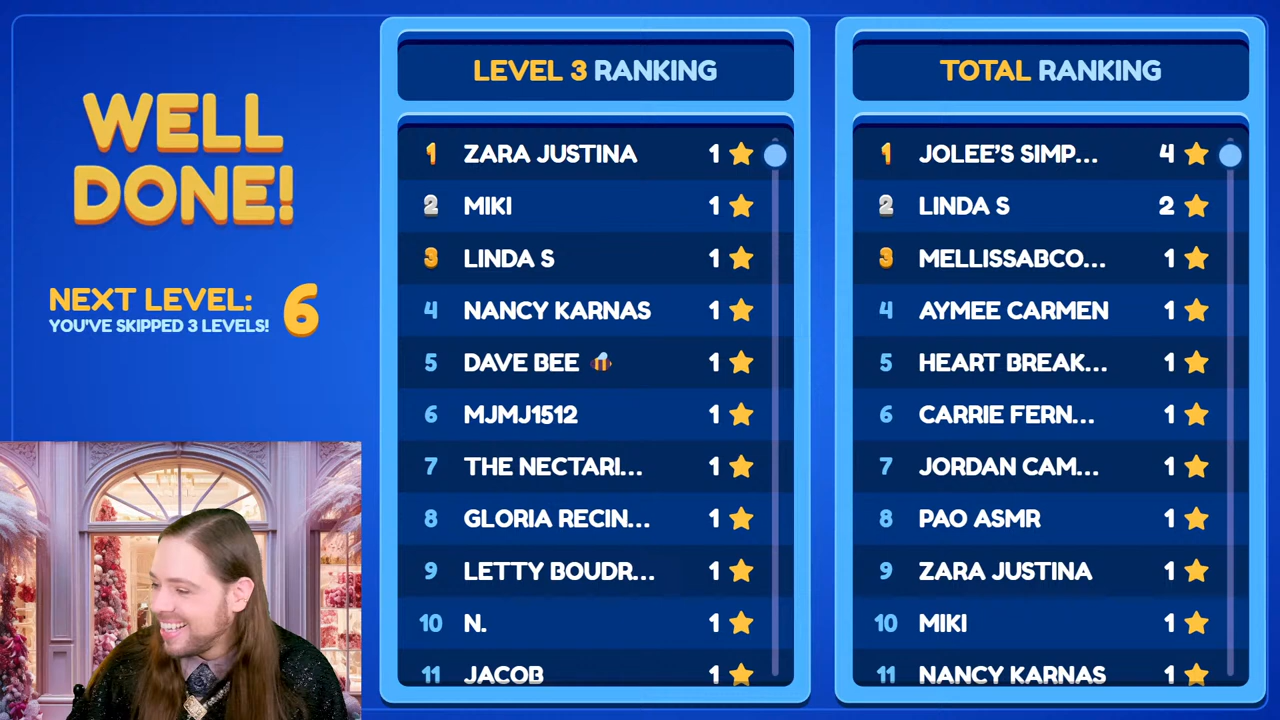 WELL
DONE!
NEXT LEVEL: 6
YOU'VE SKIPPED 3 LEVELS!
LEVEL 3 RANKING
1 ZARA JUSTINA 1
2 MIKI 1
3 LINDA S 1
4 NANCY KARNAS 1
5 DAVE BEE 🐝 1
6 MJMJ1512 1
7 THE NECTARI... 1
8 GLORIA RECIN... 1
9 LETTY BOUDR... 1
10 N. 1
11 JACOB 1
TOTAL RANKING
1 JOLEE'S SIMP... 4
2 LINDA S 2
3 MELLISSABCO... 1
4 AYMEE CARMEN 1
5 HEART BREAK... 1
6 CARRIE FERN... 1
7 JORDAN CAM... 1
8 PAO ASMR 1
9 ZARA JUSTINA 1
10 MIKI 1
11 NANCY KARNAS 1